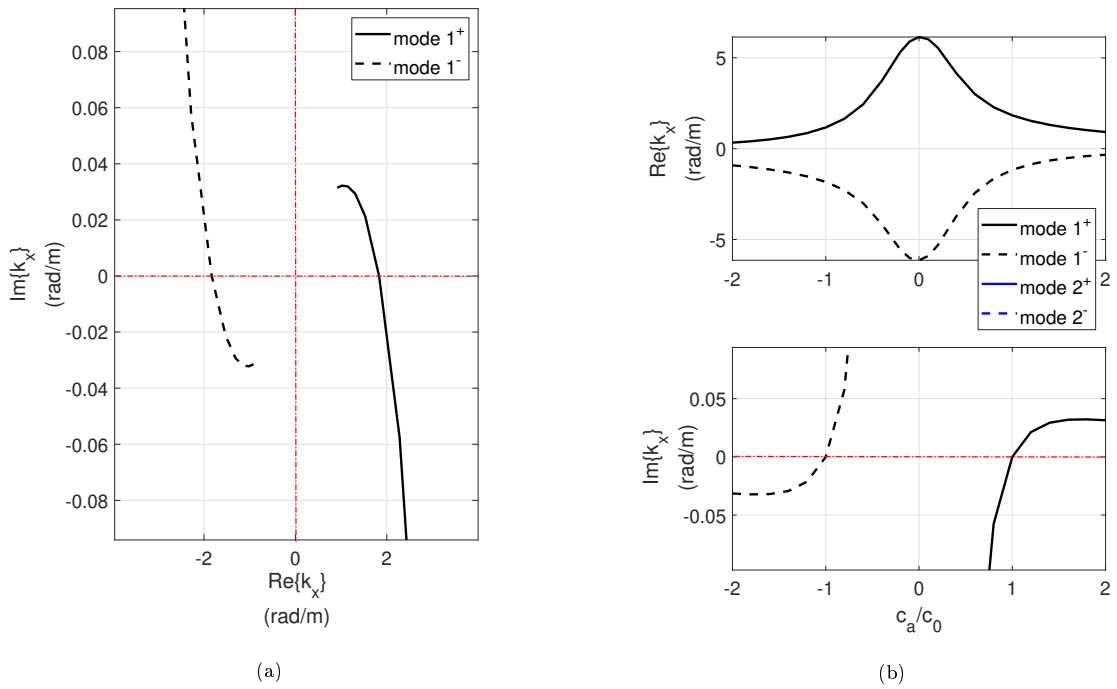 0.08
0.06
0.04
0.02
0
-0.02
-0.04
-0.06
-0.08
Im{k_x}
(rad/m)
-2
0
2
Re{k_x}
(rad/m)
mode 1^+
mode 1^-
(a)
5
0
-5
Re{k_x}
(rad/m)
-2
-1
0
1
2
mode 1^+
mode 1^-
mode 2^+
mode 2^-
0.05
0
-0.05
Im{k_x}
(rad/m)
-2
-1
0
1
2
c_a/c_0
(b)